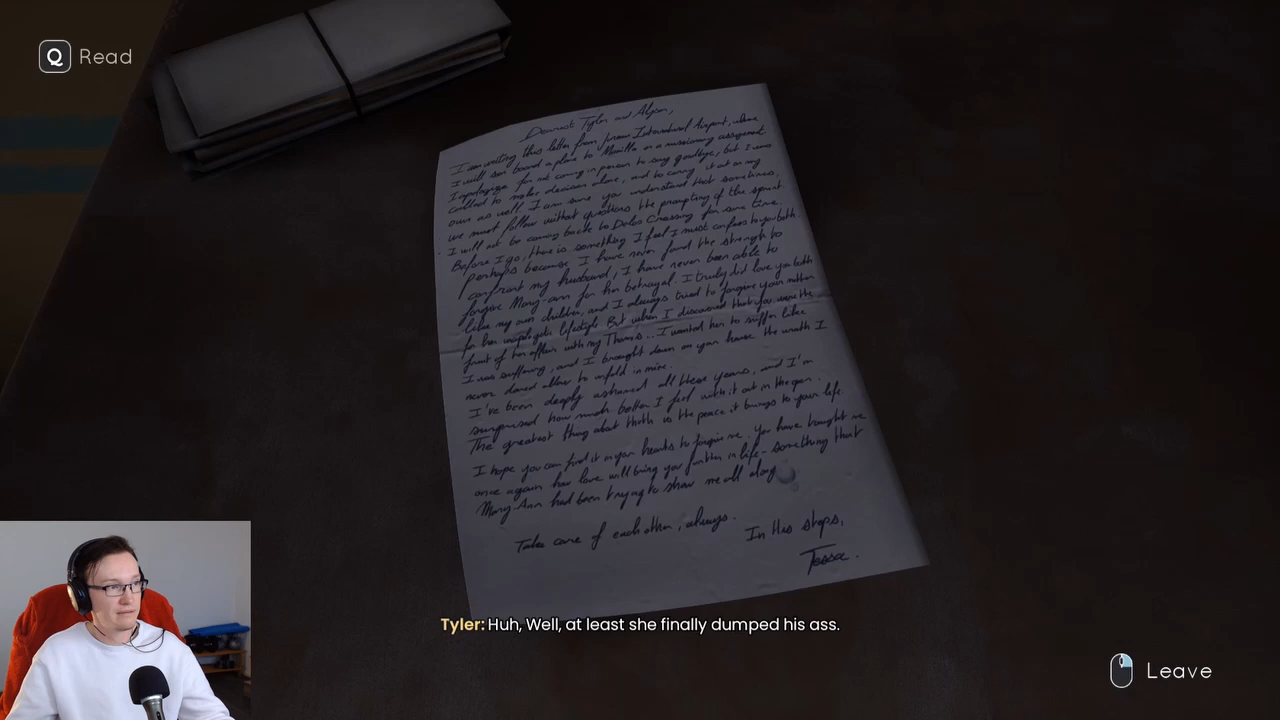 Q Read
Dearest Tyler and Alyson,
I am writing this letter from Juneau International Airport, where
I will soon board a plane to Manilla on a missionary assignment.
I apologize for not coming in person to say goodbye, but I was
called to make decision alone, and to carry it out on my
own as well. I am sure you understand that sometimes,
we must follow without questions the prompting of the spirit.
I will not be coming back to Delos Crossing for some time.
Before I go, there is something I feel I must confess to you both.
perhaps because I have never found the strength to
confront my husband, I have never been able to
forgive Mary-ann for her betrayal. I truly did love you both
like my own children, and I always tried to forgive your mother
for her unapologetic lifestyle. But when I discovered that you were the
fruit of her affair with my Thomas... I wanted her to suffer like
I was suffering, and I brought down on your house the wrath I
never dared allow to unfold in mine.
I've been deeply ashamed all these years, and I'm
surprised how much better I feel with it out in the open.
The greatest thing about truth is the peace it brings to your life.
I hope you can find it in your hearts to forgive me. You have taught me
once again how love will bring you further in life - something that
Mary-Ann had been trying to show me all along
Take care of each other, always.
In His steps,
Tessa.
Tyler: Huh, Well, at least she finally dumped his ass.
Leave